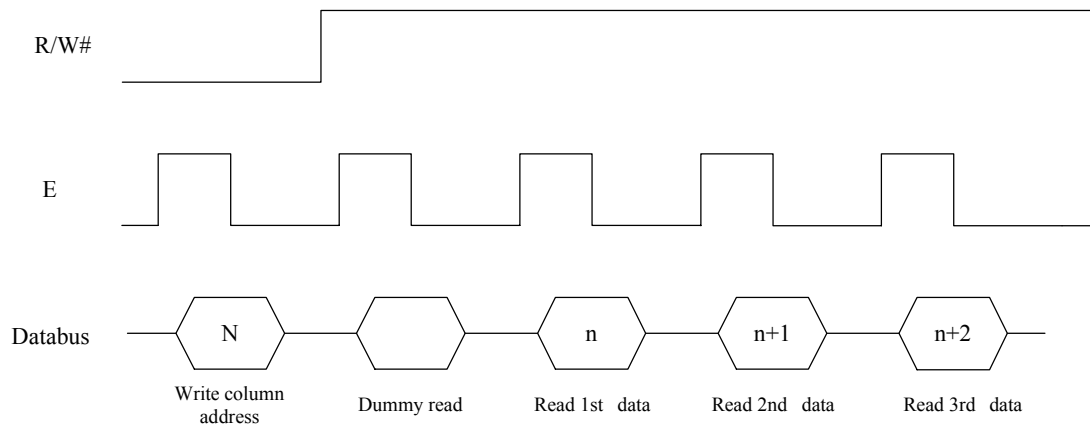 R/W#
E
Databus
N
n
n+1
n+2
Write column
address
Dummy read
Read 1st data
Read 2nd data
Read 3rd data